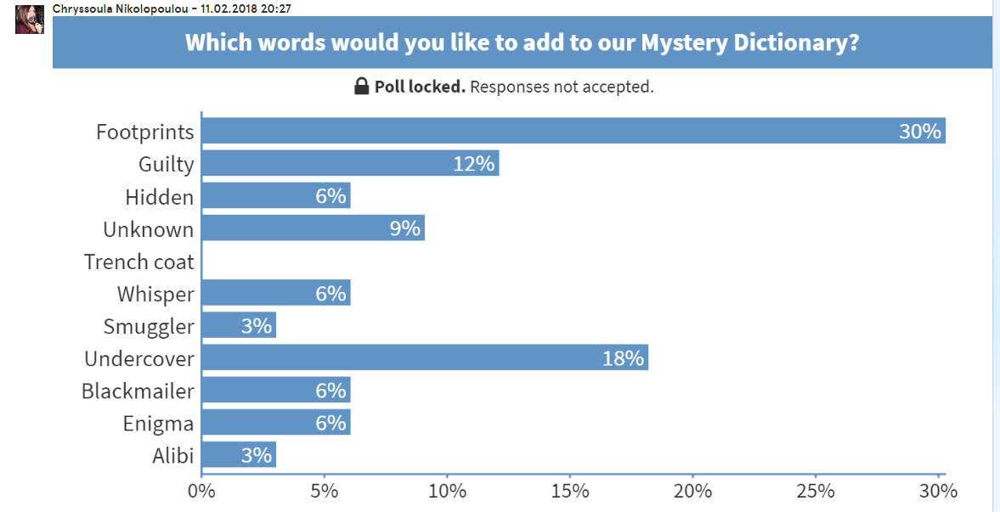 Chryssoula Nikolopoulou - 11.02.2018 20:27
Which words would you like to add to our Mystery Dictionary?
Poll locked. Responses not accepted.
Footprints 30%
Guilty 12%
Hidden 6%
Unknown 9%
Trench coat
Whisper 6%
Smuggler 3%
Undercover 18%
Blackmailer 6%
Enigma 6%
Alibi 3%
0% 5% 10% 15% 20% 25% 30%